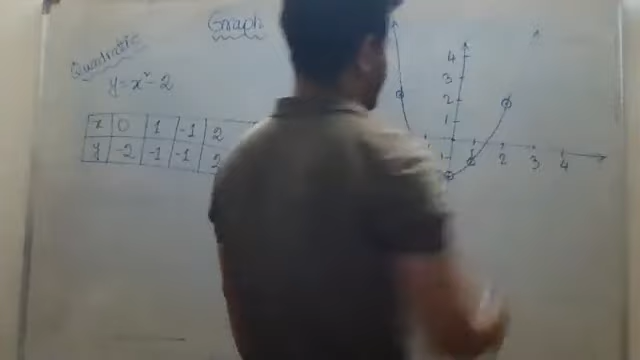 Quadratic Graph
y = x² - 2
x 0 1 -1 2
y -2 -1 -1 2
4
3
2
1
1 2 3 4